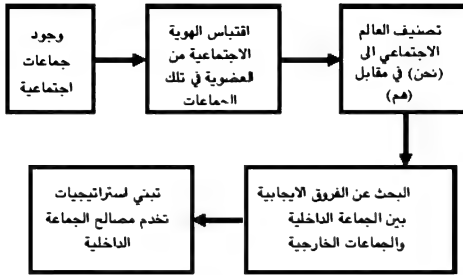 وجود
جماعات
اجتماعية
اقتباس الهوية
الاجتماعية من
العضوية في تلك
الجماعات
تصنيف العالم
الاجتماعي الى
(نحن) في مقابل
(هم)
البحث عن الفروق الايجابية
بين الجماعة الداخلية
والجماعات الخارجية
تبني استراتيجيات
تخدم مصالح الجماعة
الداخلية